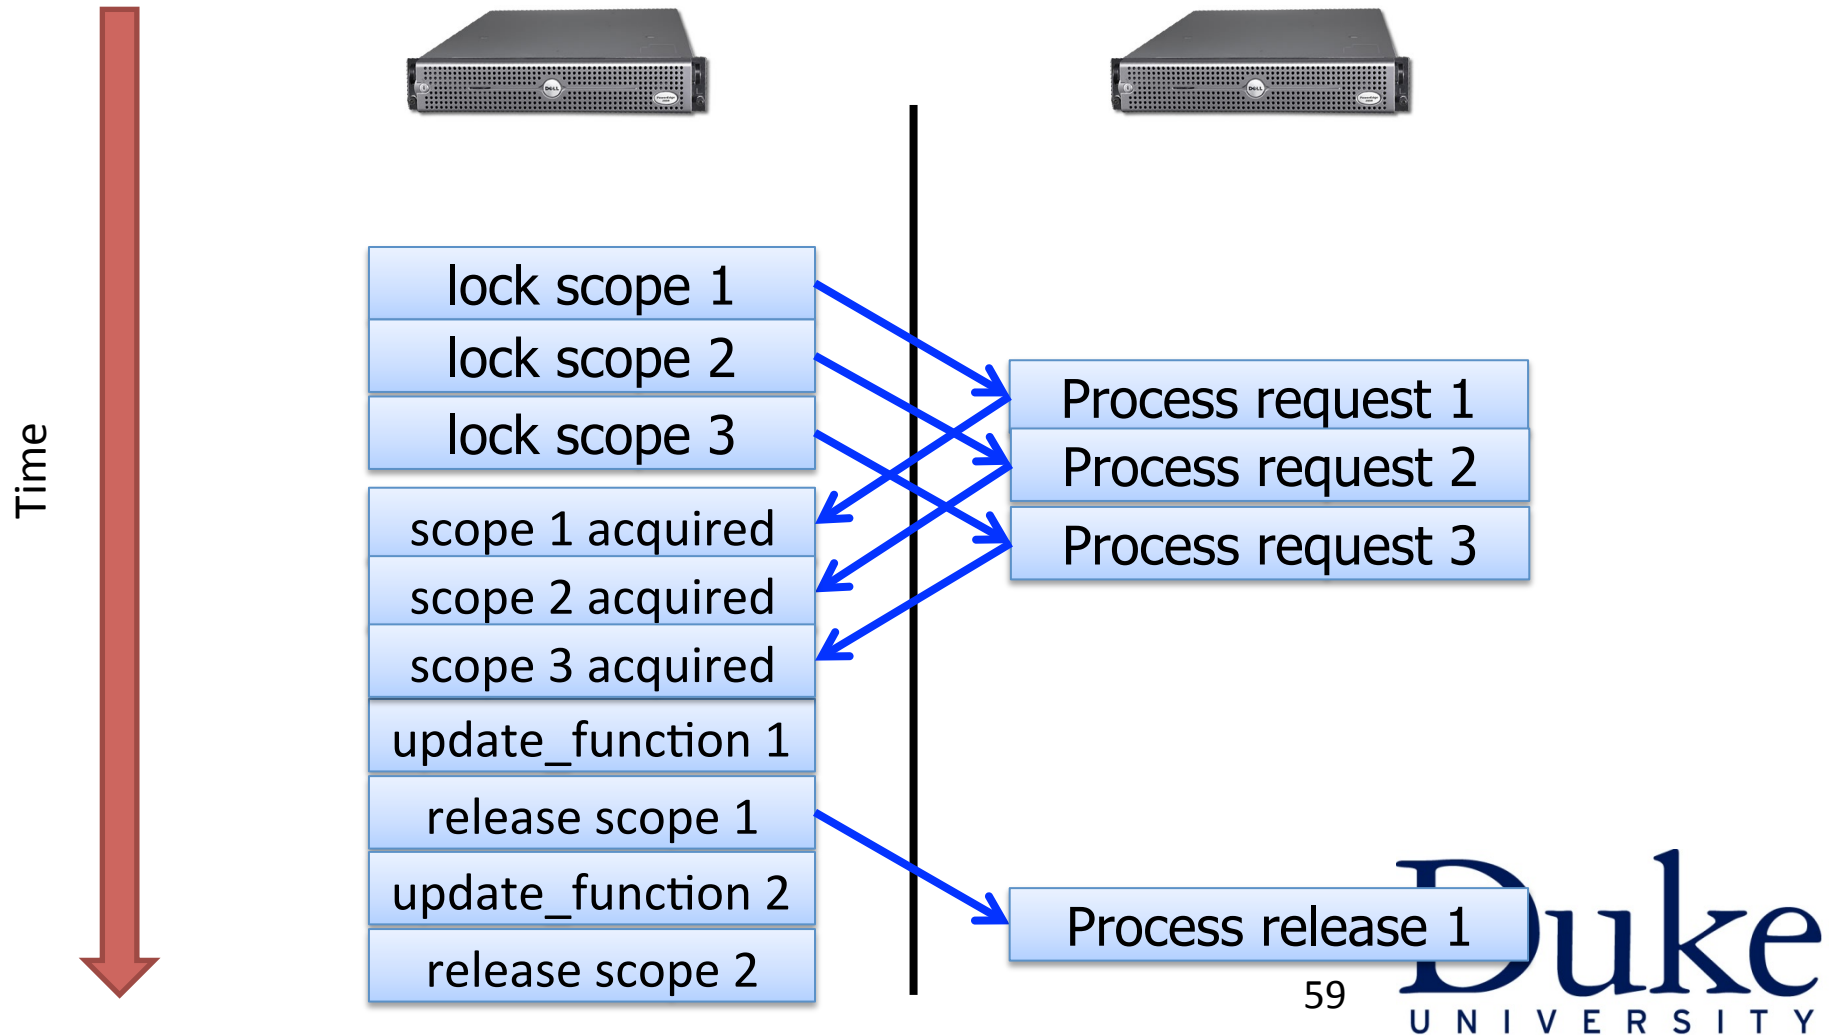 Time
lock scope 1
lock scope 2
lock scope 3
scope 1 acquired
scope 2 acquired
scope 3 acquired
update_function 1
release scope 1
update_function 2
release scope 2
Process request 1
Process request 2
Process request 3
Process release 1
59
Duke
UNIVERSITY
DELL